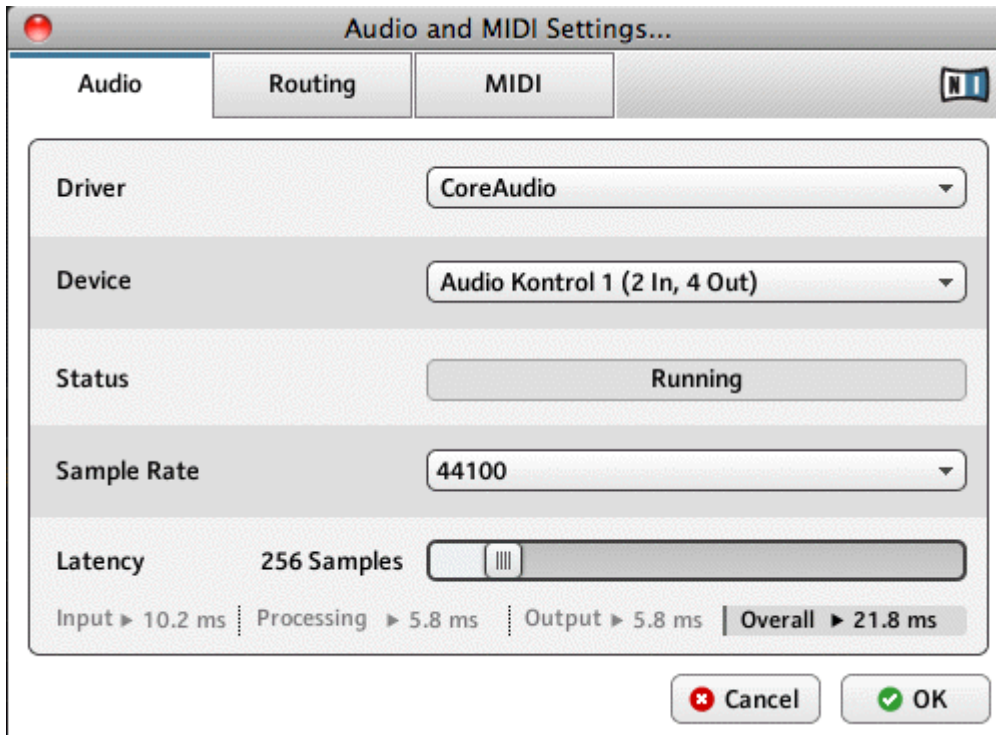 Audio and MIDI Settings...
Audio Routing MIDI NI
Driver CoreAudio
Device Audio Kontrol 1 (2 In, 4 Out)
Status Running
Sample Rate 44100
Latency 256 Samples
Input ▶ 10.2 ms Processing ▶ 5.8 ms Output ▶ 5.8 ms Overall ▶ 21.8 ms
Cancel OK